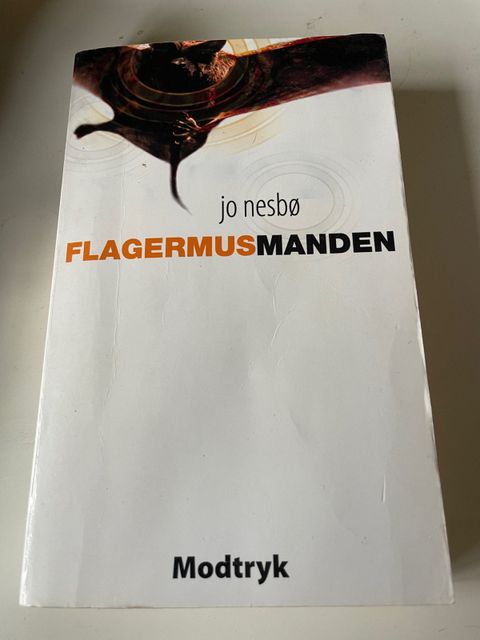 jo nesbø
FLAGERMUSMANDEN
Modtryk